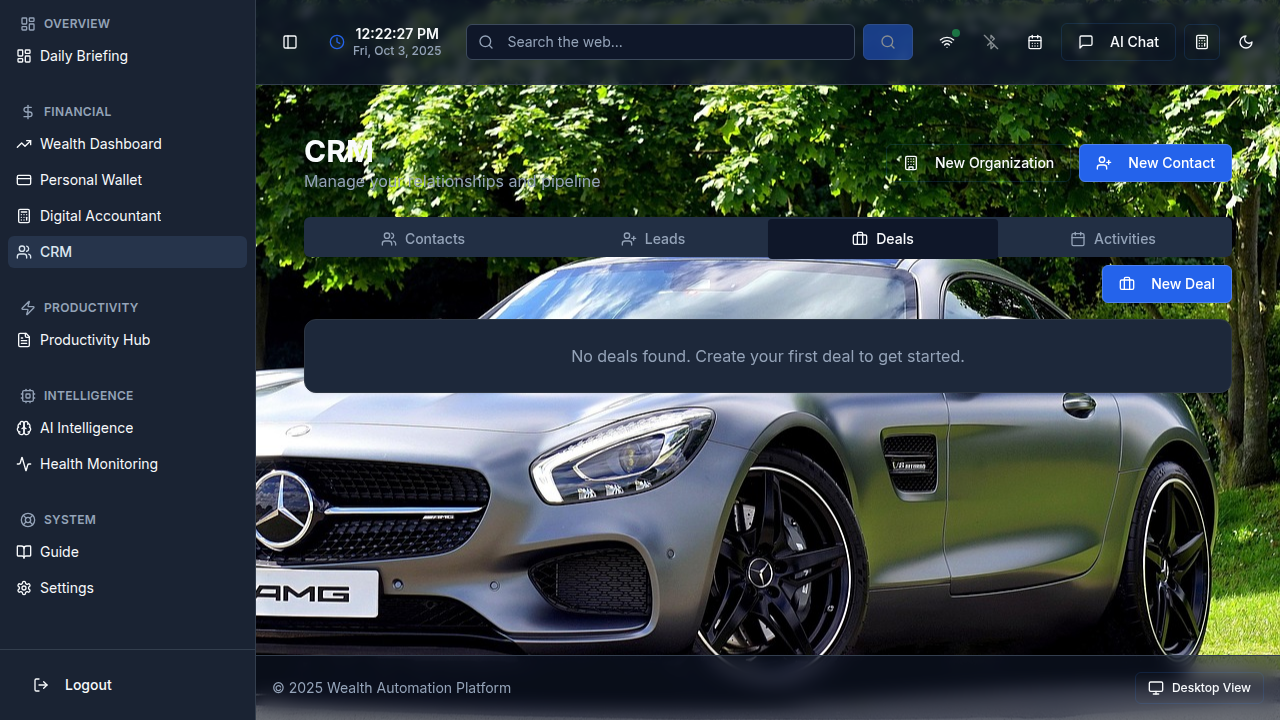 OVERVIEW
Daily Briefing
FINANCIAL
Wealth Dashboard
Personal Wallet
Digital Accountant
CRM
PRODUCTIVITY
Productivity Hub
INTELLIGENCE
AI Intelligence
Health Monitoring
SYSTEM
Guide
Settings
Logout
12:22:27 PM
Fri, Oct 3, 2025
Search the web...
AI Chat
CRM
Manage your relationships and pipeline
New Organization
New Contact
Contacts
Leads
Deals
Activities
New Deal
No deals found. Create your first deal to get started.
AMG
© 2025 Wealth Automation Platform
Desktop View